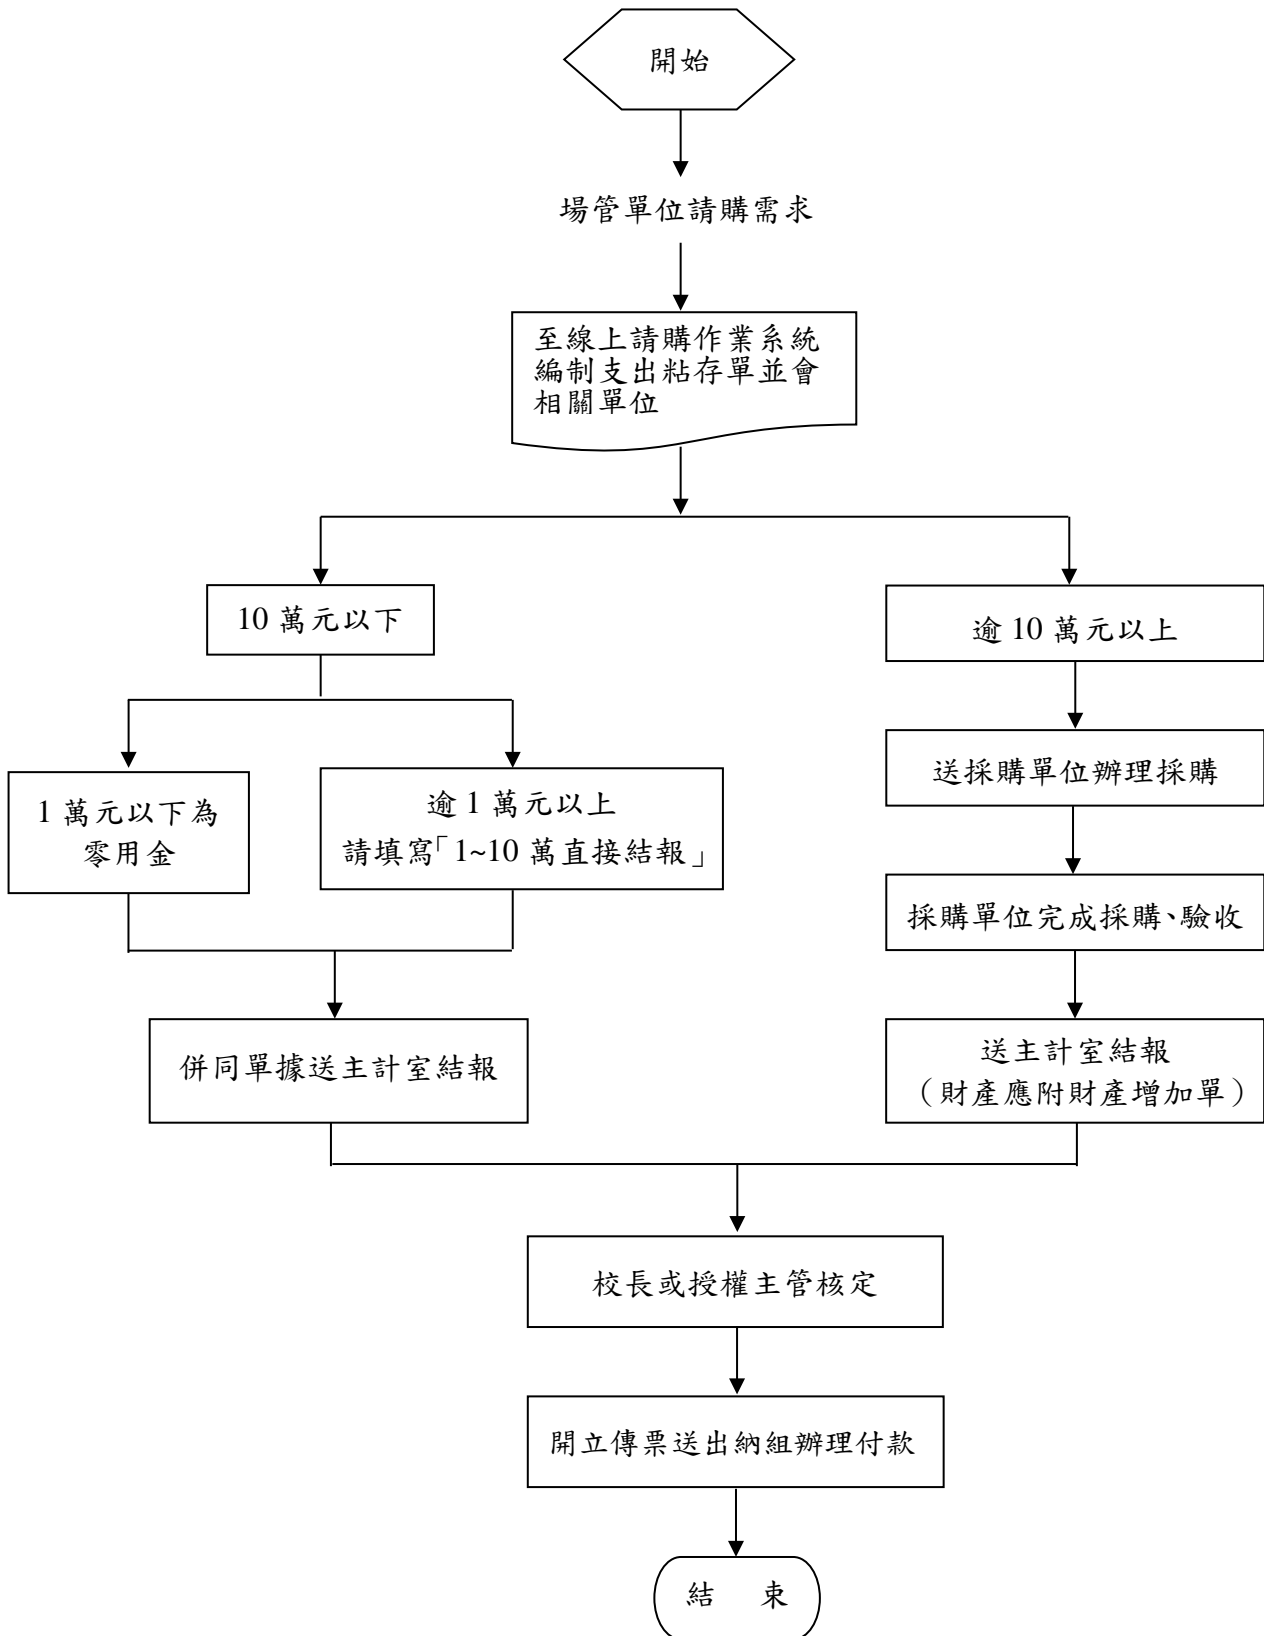 開始
場管單位請購需求
至線上請購作業系統
編制支出粘存單並會
相關單位
10 萬元以下
逾 10 萬元以上
1 萬元以下為
零用金
逾 1 萬元以上
請填寫「1~10 萬直接結報」
送採購單位辦理採購
採購單位完成採購、驗收
併同單據送主計室結報
送主計室結報
（財產應附財產增加單）
校長或授權主管核定
開立傳票送出納組辦理付款
結　束